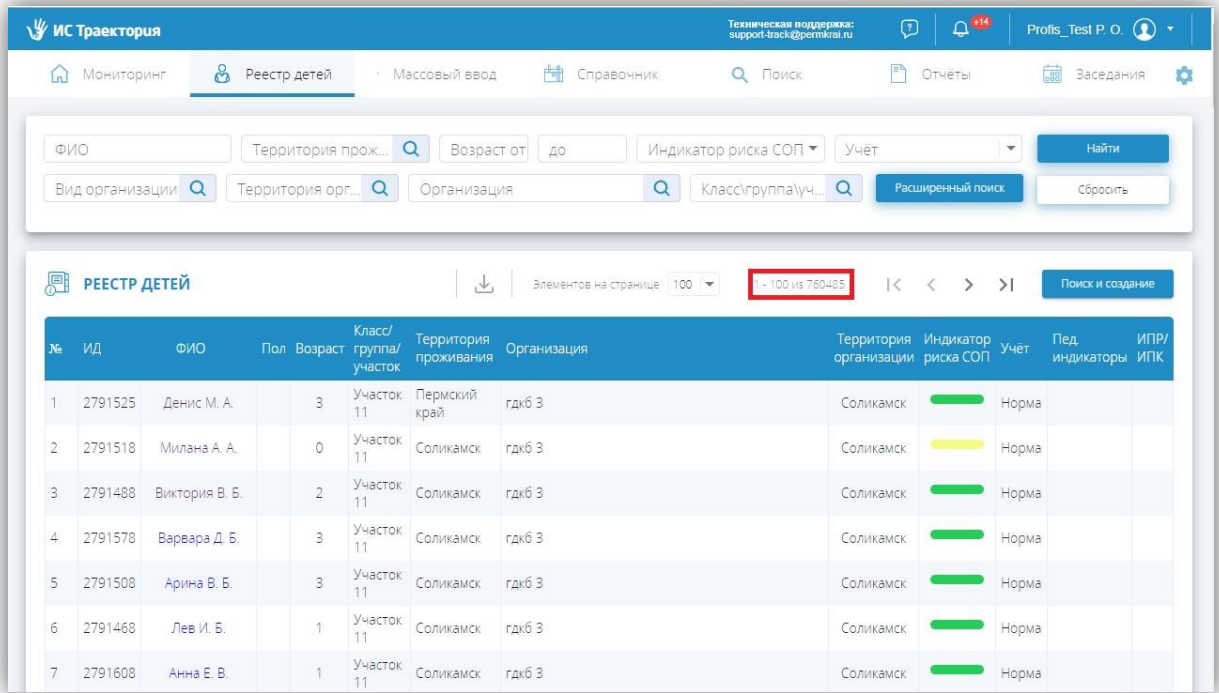 ИС Траектория
Техническая поддержка:
support-track@permkrai.ru
+14
Profis_Test P. O.
Мониторинг Реестр детей Массовый ввод Справочник Поиск Отчёты Заседания
ФИО Территория прож... Возраст от до Индикатор риска СОП Учёт Найти
Вид организации Территория орг... Организация Класс\группа\уч... Расширенный поиск Сбросить
РЕЕСТР ДЕТЕЙ Элементов на странице 100 1 - 100 из 760485 Поиск и создание
№ ИД ФИО Пол Возраст Класс/ группа/ участок Территория проживания Организация Территория организации Индикатор риска СОП Учёт Пед. индикаторы ИПР/ ИПК
1 2791525 Денис М. А. 3 Участок 11 Пермский край гдкб 3 Соликамск Норма
2 2791518 Милана А. А. 0 Участок 11 Соликамск гдкб 3 Соликамск Норма
3 2791488 Виктория В. Б. 2 Участок 11 Соликамск гдкб 3 Соликамск Норма
4 2791578 Варвара Д. Б. 3 Участок 11 Соликамск гдкб 3 Соликамск Норма
5 2791508 Арина В. Б. 3 Участок 11 Соликамск гдкб 3 Соликамск Норма
6 2791468 Лев И. Б. 1 Участок 11 Соликамск гдкб 3 Соликамск Норма
7 2791608 Анна Е. В. 1 Участок 11 Соликамск гдкб 3 Соликамск Норма